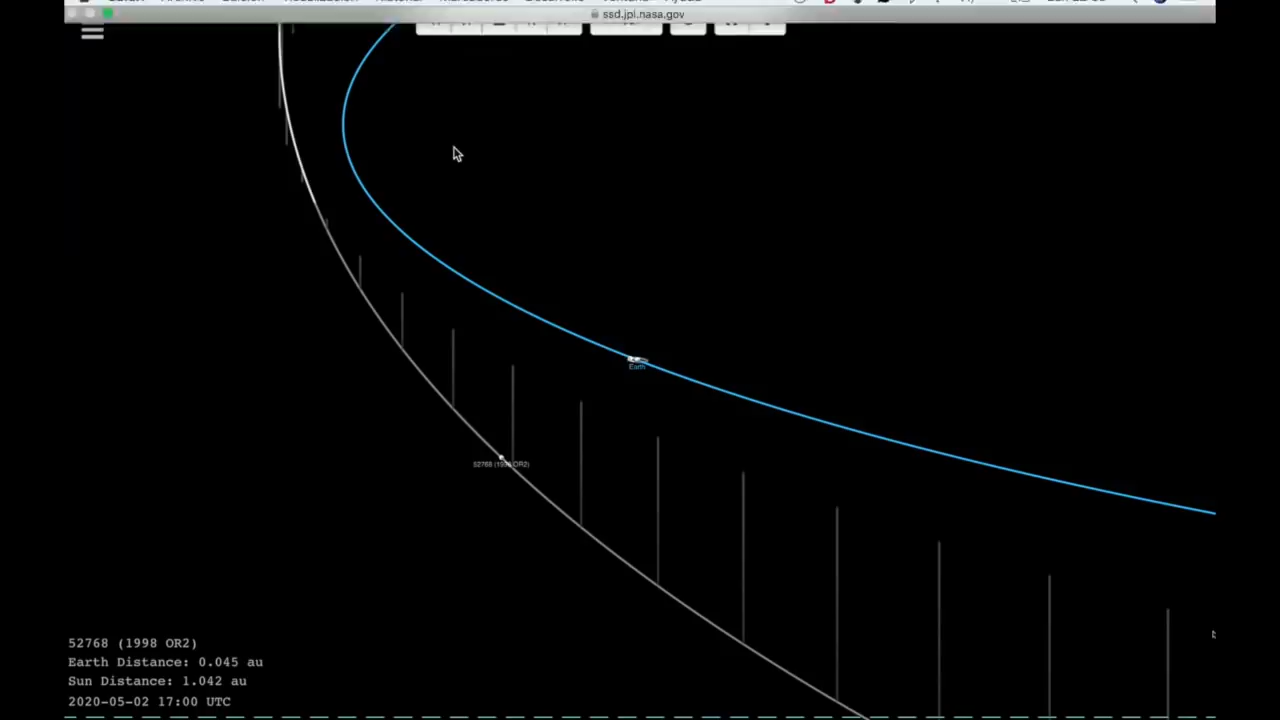 ssd.jpl.nasa.gov
Earth
52768 (1998 OR2)
52768 (1998 OR2)
Earth Distance: 0.045 au
Sun Distance: 1.042 au
2020-05-02 17:00 UTC